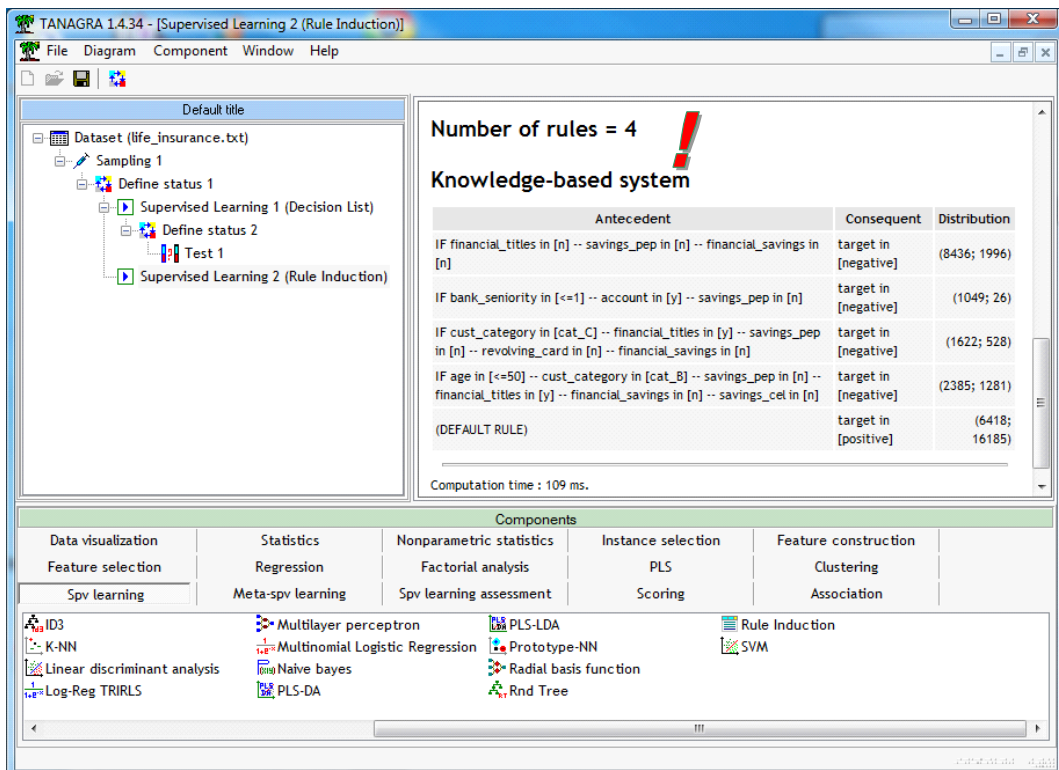 TANAGRA 1.4.34 - [Supervised Learning 2 (Rule Induction)]
File Diagram Component Window Help
Default title
Dataset (life_insurance.txt)
Sampling 1
Define status 1
Supervised Learning 1 (Decision List)
Define status 2
Test 1
Supervised Learning 2 (Rule Induction)
Number of rules = 4
!
Knowledge-based system
Antecedent Consequent Distribution
IF financial_titles in [n] -- savings_pep in [n] -- financial_savings in
[n]
target in
[negative]
(8436; 1996)
IF bank_seniority in [<=1] -- account in [y] -- savings_pep in [n]
target in
[negative]
(1049; 26)
IF cust_category in [cat_C] -- financial_titles in [y] -- savings_pep
in [n] -- revolving_card in [n] -- financial_savings in [n]
target in
[negative]
(1622; 528)
IF age in [<=50] -- cust_category in [cat_B] -- savings_pep in [n] --
financial_titles in [y] -- financial_savings in [n] -- savings_cel in [n]
target in
[negative]
(2385; 1281)
(DEFAULT RULE)
target in
[positive]
(6418;
16185)
Computation time : 109 ms.
Components
Data visualization Statistics Nonparametric statistics Instance selection Feature construction
Feature selection Regression Factorial analysis PLS Clustering
Spv learning Meta-spv learning Spv learning assessment Scoring Association
ID3 Multilayer perceptron PLS-LDA Rule Induction
K-NN Multinomial Logistic Regression Prototype-NN SVM
Linear discriminant analysis Naive bayes Radial basis function
Log-Reg TRIRLS PLS-DA Rnd Tree